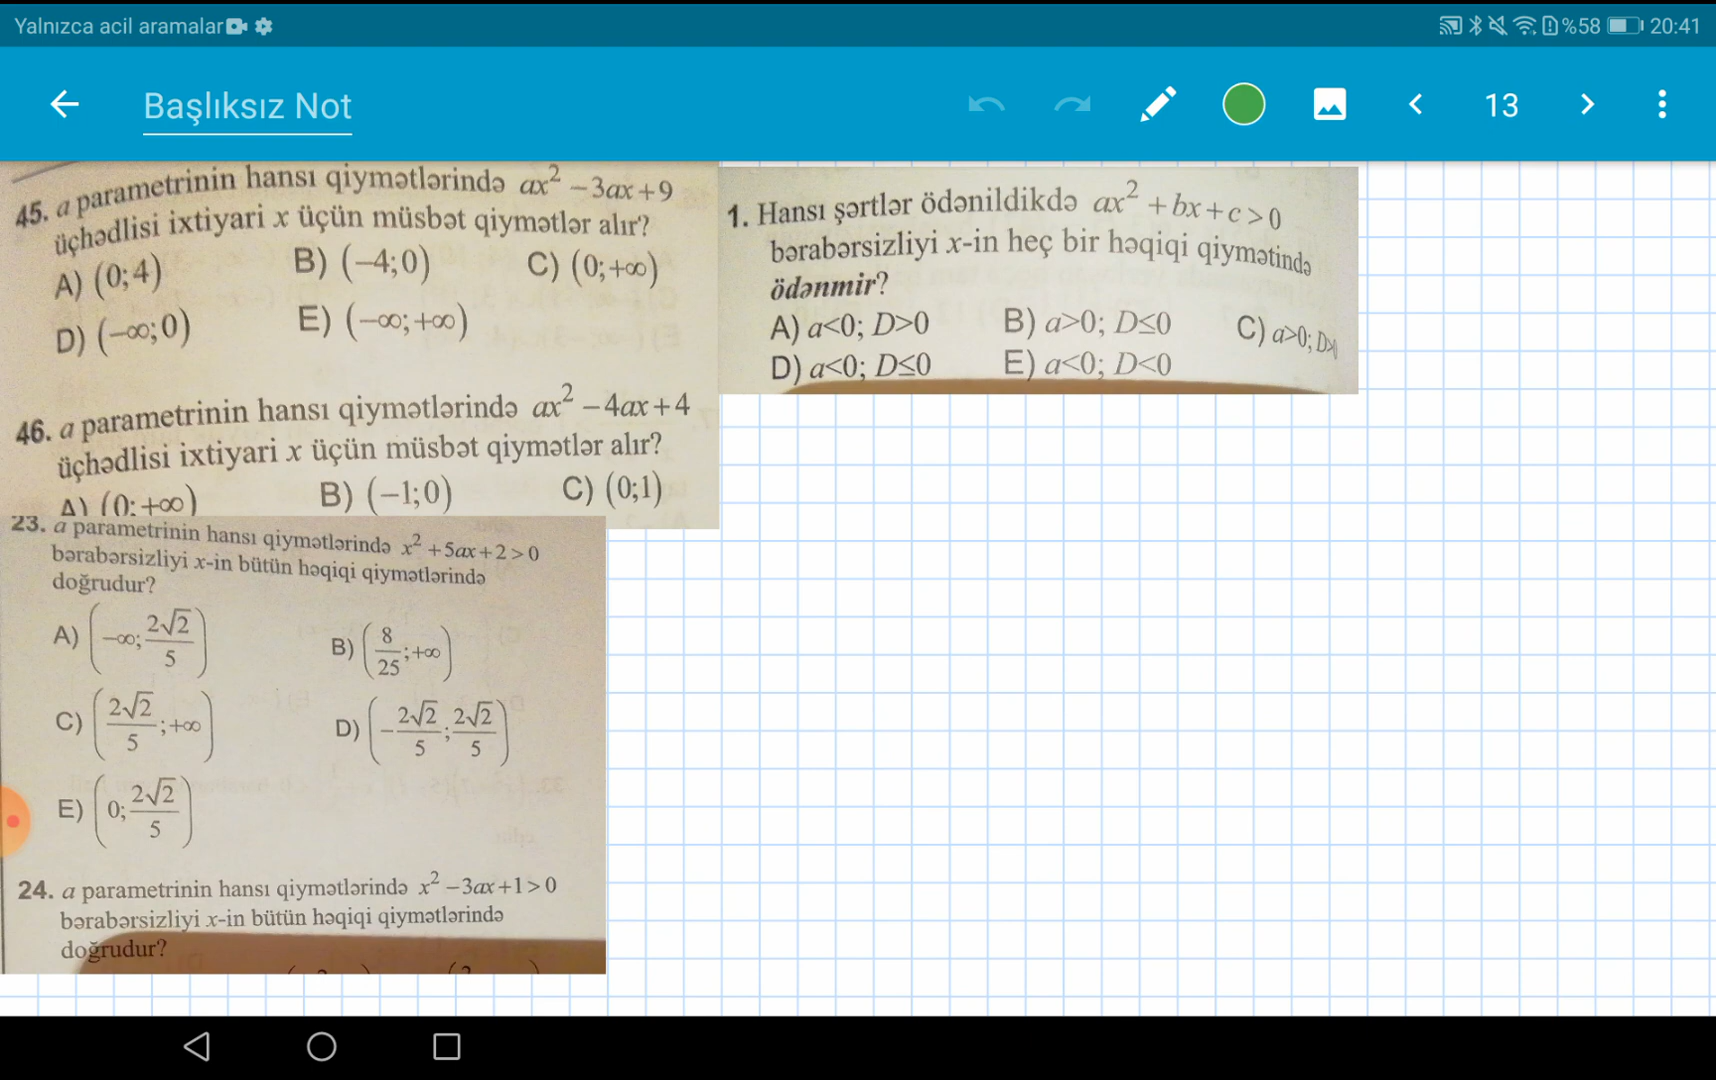 Yalnızca acil aramalar
%58 20:41
Başlıksız Not
13
45. a parametrinin hansı qiymətlərində ax² −3ax+9
üçhədlisi ixtiyari x üçün müsbət qiymətlər alır?
A) (0;4) B) (−4;0) C) (0;+∞)
D) (−∞;0) E) (−∞;+∞)
46. a parametrinin hansı qiymətlərində ax² −4ax+4
üçhədlisi ixtiyari x üçün müsbət qiymətlər alır?
A) (0;+∞) B) (−1;0) C) (0;1)
1. Hansı şərtlər ödənildikdə ax² +bx+c>0
bərabərsizliyi x-in heç bir həqiqi qiymətində
ödənmir?
A) a<0; D>0 B) a>0; D≤0 C) a>0; D>0
D) a<0; D≤0 E) a<0; D<0
23. a parametrinin hansı qiymətlərində x² +5ax+2>0
bərabərsizliyi x-in bütün həqiqi qiymətlərində
doğrudur?
A) (−∞; 2√2/5) B) (8/25; +∞)
C) (2√2/5; +∞) D) (−2√2/5; 2√2/5)
E) (0; 2√2/5)
24. a parametrinin hansı qiymətlərində x² −3ax+1>0
bərabərsizliyi x-in bütün həqiqi qiymətlərində
doğrudur?